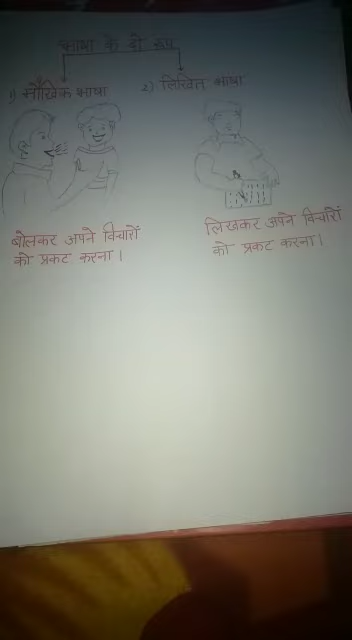 भाषा के दो रूप
1) मौखिक भाषा
2) लिखित भाषा
बोलकर अपने विचारों
को प्रकट करना।
लिखकर अपने विचारों
को प्रकट करना।